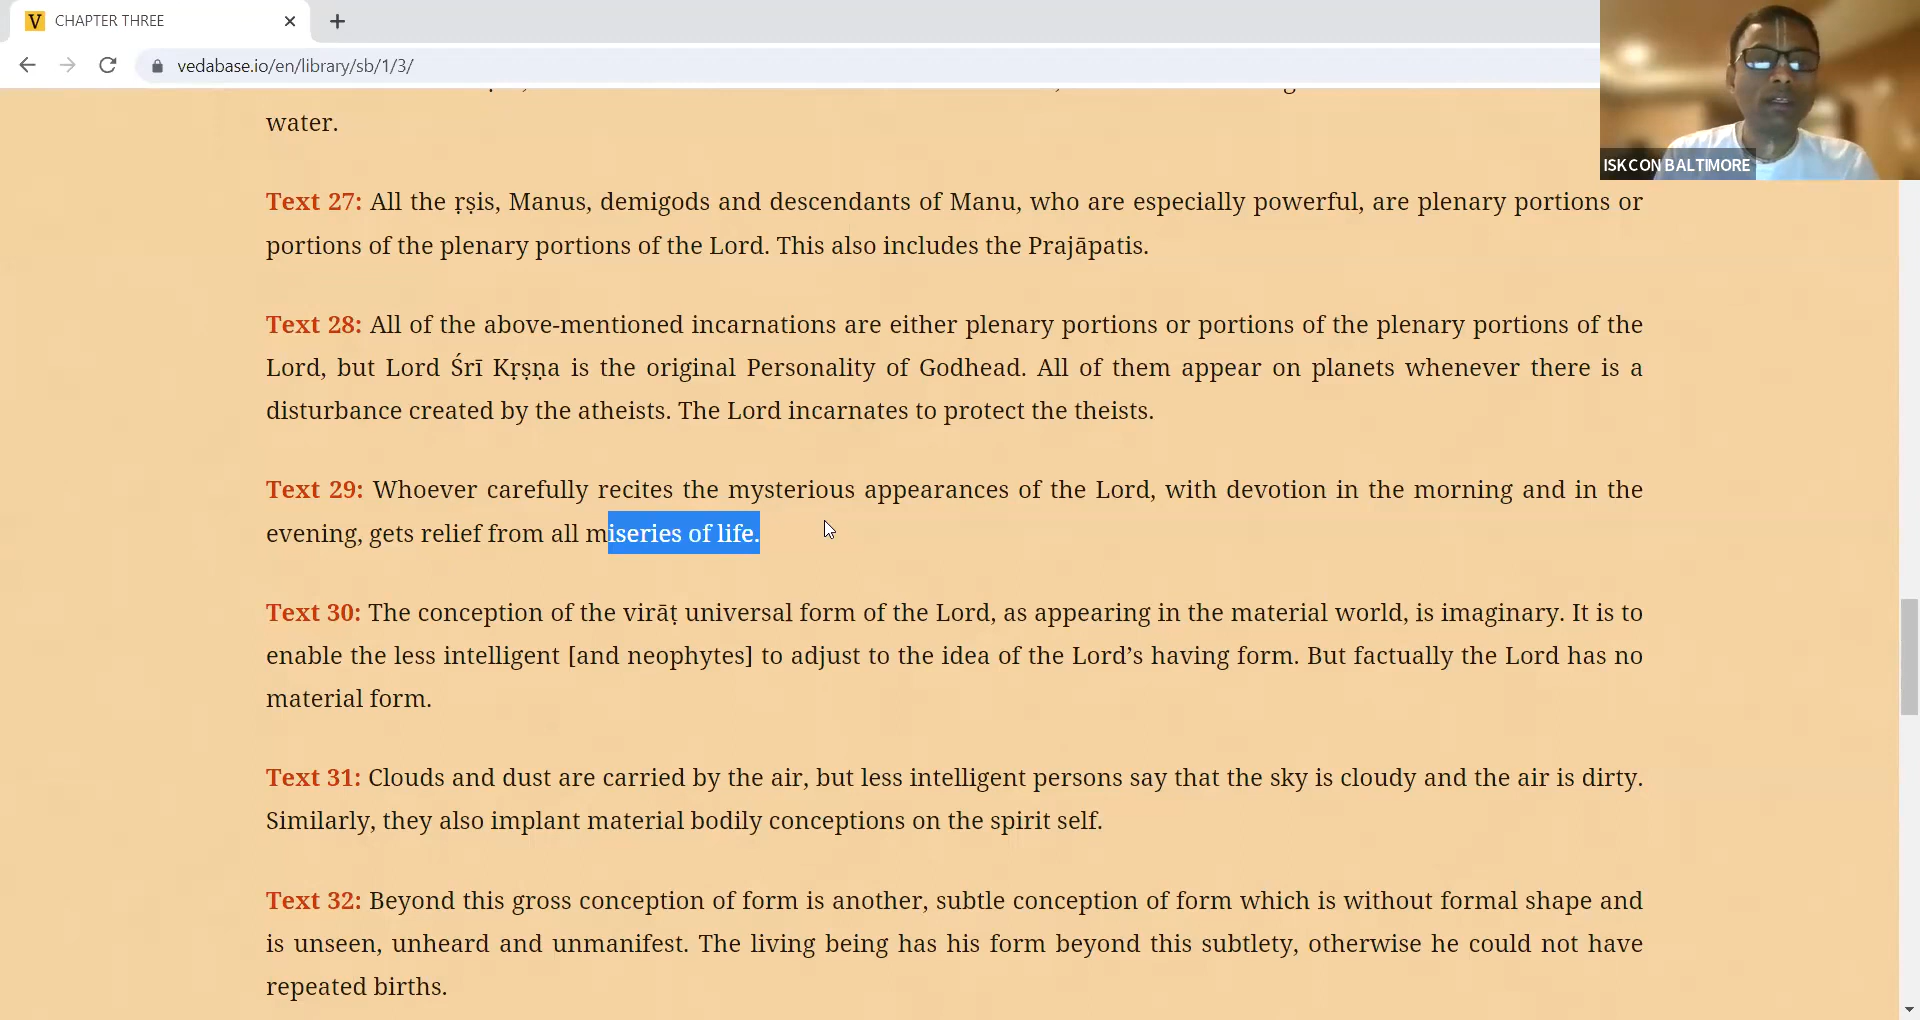 CHAPTER THREE
vedabase.io/en/library/sb/1/3/
ISKCON BALTIMORE
water.
Text 27: All the ṛṣis, Manus, demigods and descendants of Manu, who are especially powerful, are plenary portions or
portions of the plenary portions of the Lord. This also includes the Prajāpatis.
Text 28: All of the above-mentioned incarnations are either plenary portions or portions of the plenary portions of the
Lord, but Lord Śrī Kṛṣṇa is the original Personality of Godhead. All of them appear on planets whenever there is a
disturbance created by the atheists. The Lord incarnates to protect the theists.
Text 29: Whoever carefully recites the mysterious appearances of the Lord, with devotion in the morning and in the
evening, gets relief from all miseries of life.
Text 30: The conception of the virāṭ universal form of the Lord, as appearing in the material world, is imaginary. It is to
enable the less intelligent [and neophytes] to adjust to the idea of the Lord’s having form. But factually the Lord has no
material form.
Text 31: Clouds and dust are carried by the air, but less intelligent persons say that the sky is cloudy and the air is dirty.
Similarly, they also implant material bodily conceptions on the spirit self.
Text 32: Beyond this gross conception of form is another, subtle conception of form which is without formal shape and
is unseen, unheard and unmanifest. The living being has his form beyond this subtlety, otherwise he could not have
repeated births.